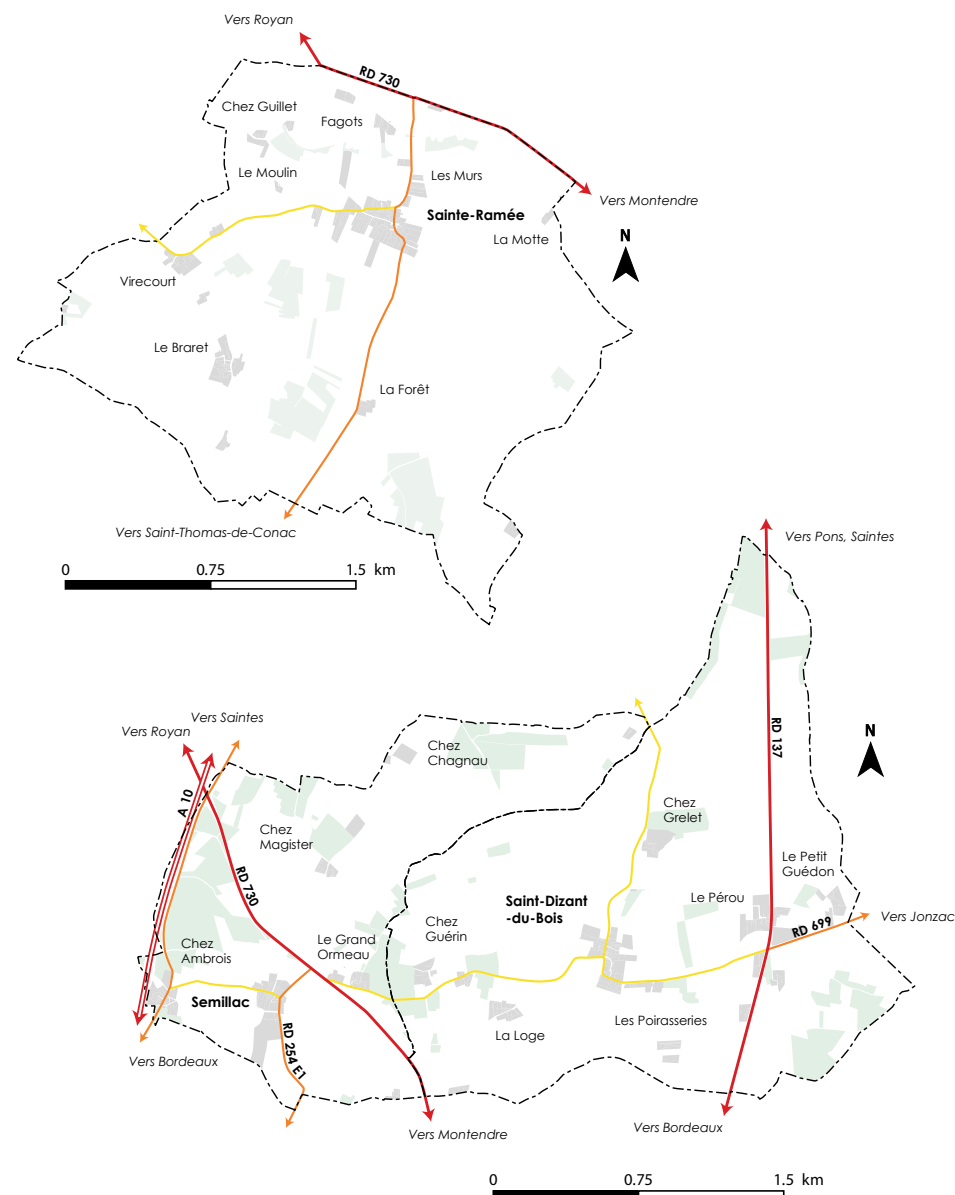 Vers Royan
RD 730
Chez Guillet
Fagots
Le Moulin
Les Murs
Vers Montendre
Sainte-Ramée
La Motte
N
Virecourt
Le Braret
La Forêt
Vers Saint-Thomas-de-Conac
0 0.75 1.5 km
Vers Pons, Saintes
Vers Saintes
Vers Royan
RD 137
N
Chez
Chagnau
A 10
Chez
Magister
Chez
Grelet
RD 730
Le Petit
Guédon
Saint-Dizant
-du-Bois
Le Pérou
Chez
Guérin
RD 699
Vers Jonzac
Le Grand
Ormeau
Chez
Ambrois
Semillac
La Loge
Les Poirasseries
RD 254 E1
Vers Bordeaux
Vers Montendre
Vers Bordeaux
0 0.75 1.5 km